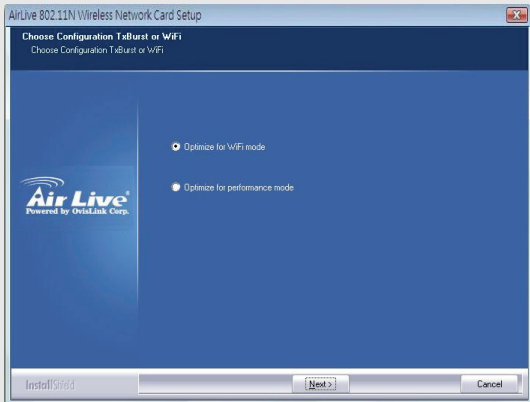 AirLive 802.11N Wireless Network Card Setup
Choose Configuration TxBurst or WiFi
Choose Configuration TxBurst or WiFi
Optimize for WiFi mode
Optimize for performance mode
Air Live®
Powered by OvisLink Corp.
InstallShield
Next >
Cancel